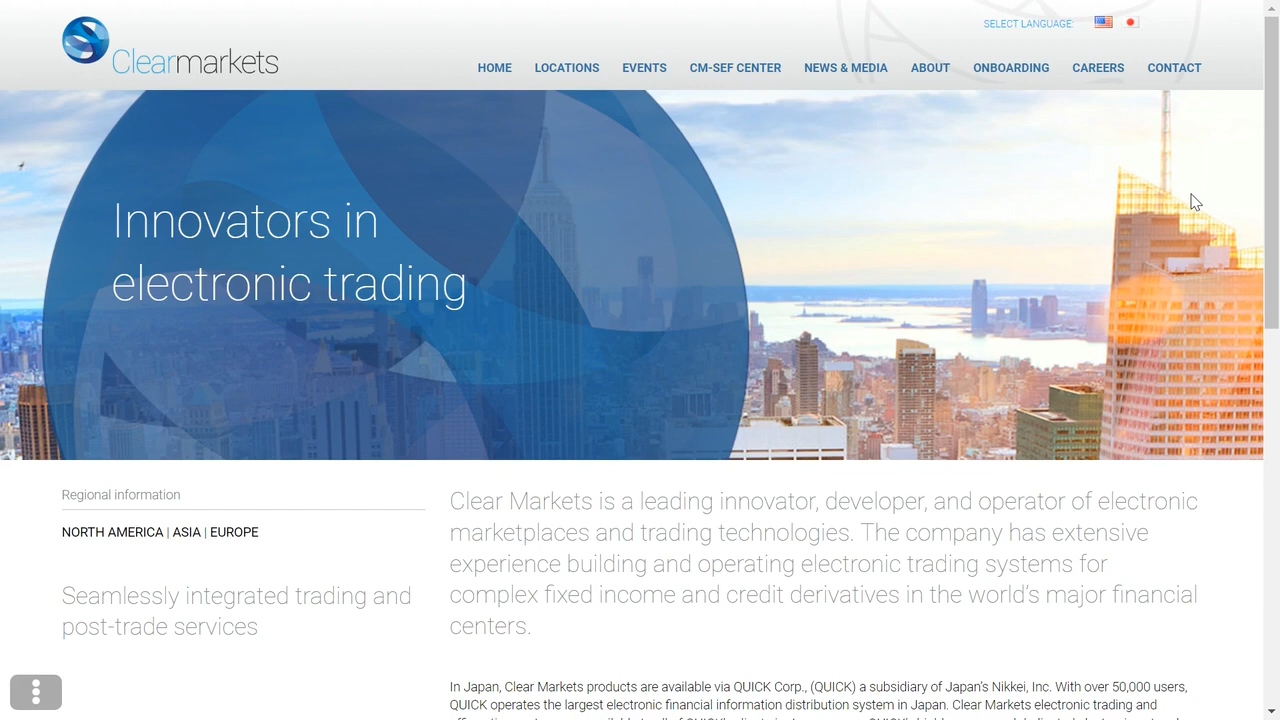 SELECT LANGUAGE:
Clearmarkets
HOME LOCATIONS EVENTS CM-SEF CENTER NEWS & MEDIA ABOUT ONBOARDING CAREERS CONTACT
Innovators in
electronic trading
Regional information
NORTH AMERICA | ASIA | EUROPE
Seamlessly integrated trading and
post-trade services
Clear Markets is a leading innovator, developer, and operator of electronic
marketplaces and trading technologies. The company has extensive
experience building and operating electronic trading systems for
complex fixed income and credit derivatives in the world's major financial
centers.
In Japan, Clear Markets products are available via QUICK Corp., (QUICK) a subsidiary of Japan's Nikkei, Inc. With over 50,000 users,
QUICK operates the largest electronic financial information distribution system in Japan. Clear Markets electronic trading and